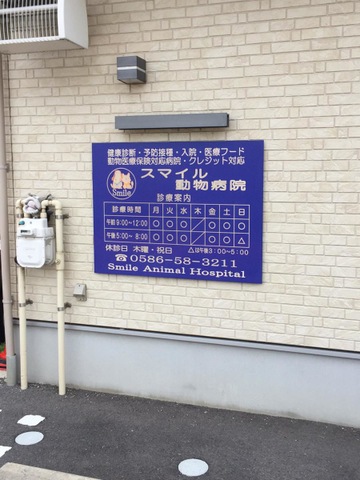 健康診断・予防接種・入院・医療フード
動物医療保険対応病院・クレジット対応
Smile
スマイル
動物病院
診療案内
診療時間 月 火 水 木 金 土 日
午前9:00~12:00 ○ ○ ○ ／ ○ ○ ○
午後5:00~8:00 ○ ○ ○ ／ ○ ○ △
休診日 木曜・祝日 △は午後3:00~5:00
☎0586-58-3211
Smile Animal Hospital